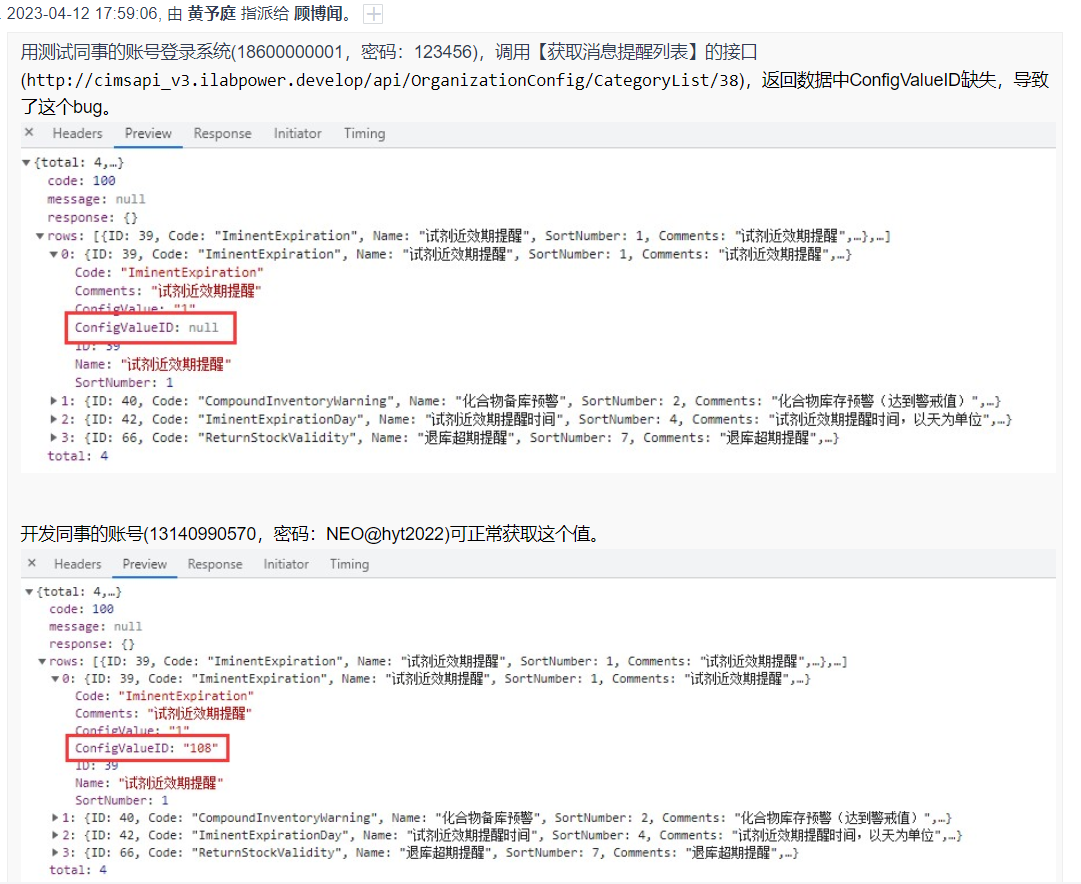 . 2023-04-12 17:59:06, 由 黄予庭 指派给 顾博闻。
用测试同事的账号登录系统(18600000001，密码：123456)，调用【获取消息提醒列表】的接口
(http://cimsapi_v3.ilabpower.develop/api/OrganizationConfig/CategoryList/38)，返回数据中ConfigValueID缺失，导致
了这个bug。
× Headers Preview Response Initiator Timing
▼{total: 4,…}
code: 100
message: null
response: {}
▼rows: [{ID: 39, Code: "IminentExpiration", Name: "试剂近效期提醒", SortNumber: 1, Comments: "试剂近效期提醒",…},…]
▼0: {ID: 39, Code: "IminentExpiration", Name: "试剂近效期提醒", SortNumber: 1, Comments: "试剂近效期提醒",…}
Code: "IminentExpiration"
Comments: "试剂近效期提醒"
ConfigValue: "1"
ConfigValueID: null
ID: 39
Name: "试剂近效期提醒"
SortNumber: 1
▶1: {ID: 40, Code: "CompoundInventoryWarning", Name: "化合物备库预警", SortNumber: 2, Comments: "化合物库存预警（达到警戒值）",…}
▶2: {ID: 42, Code: "IminentExpirationDay", Name: "试剂近效期提醒时间", SortNumber: 4, Comments: "试剂近效期提醒时间，以天为单位",…}
▶3: {ID: 66, Code: "ReturnStockValidity", Name: "退库超期提醒", SortNumber: 7, Comments: "退库超期提醒",…}
total: 4
开发同事的账号(13140990570，密码：NEO@hyt2022)可正常获取这个值。
× Headers Preview Response Initiator Timing
▼{total: 4,…}
code: 100
message: null
response: {}
▼rows: [{ID: 39, Code: "IminentExpiration", Name: "试剂近效期提醒", SortNumber: 1, Comments: "试剂近效期提醒",…},…]
▼0: {ID: 39, Code: "IminentExpiration", Name: "试剂近效期提醒", SortNumber: 1, Comments: "试剂近效期提醒",…}
Code: "IminentExpiration"
Comments: "试剂近效期提醒"
ConfigValue: "1"
ConfigValueID: "108"
ID: 39
Name: "试剂近效期提醒"
SortNumber: 1
▶1: {ID: 40, Code: "CompoundInventoryWarning", Name: "化合物备库预警", SortNumber: 2, Comments: "化合物库存预警（达到警戒值）",…}
▶2: {ID: 42, Code: "IminentExpirationDay", Name: "试剂近效期提醒时间", SortNumber: 4, Comments: "试剂近效期提醒时间，以天为单位",…}
▶3: {ID: 66, Code: "ReturnStockValidity", Name: "退库超期提醒", SortNumber: 7, Comments: "退库超期提醒",…}
total: 4